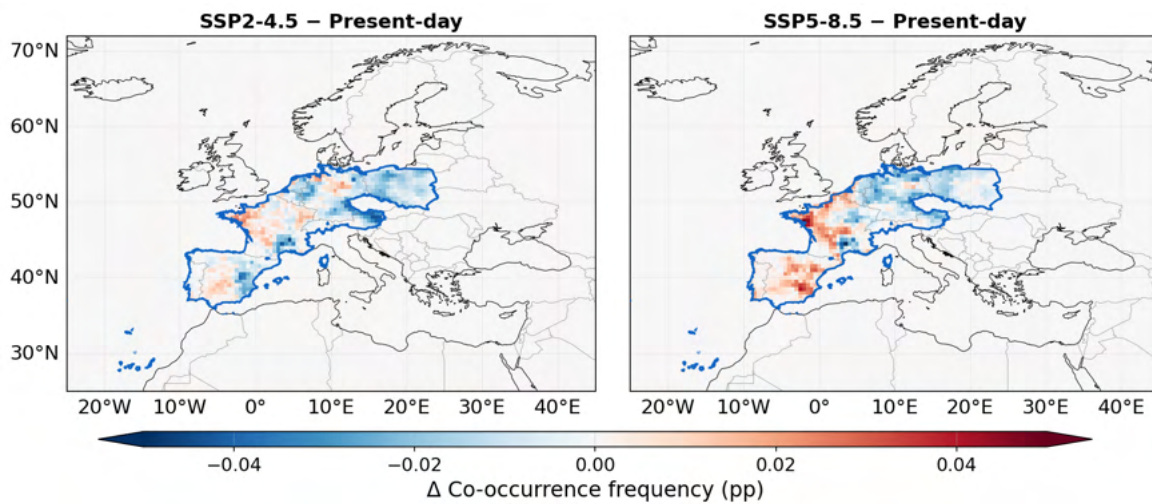 SSP2-4.5 − Present-day SSP5-8.5 − Present-day
70°N
60°N
50°N
40°N
30°N
20°W 10°W 0° 10°E 20°E 30°E 40°E 20°W 10°W 0° 10°E 20°E 30°E 40°E
−0.04 −0.02 0.00 0.02 0.04
Δ Co-occurrence frequency (pp)